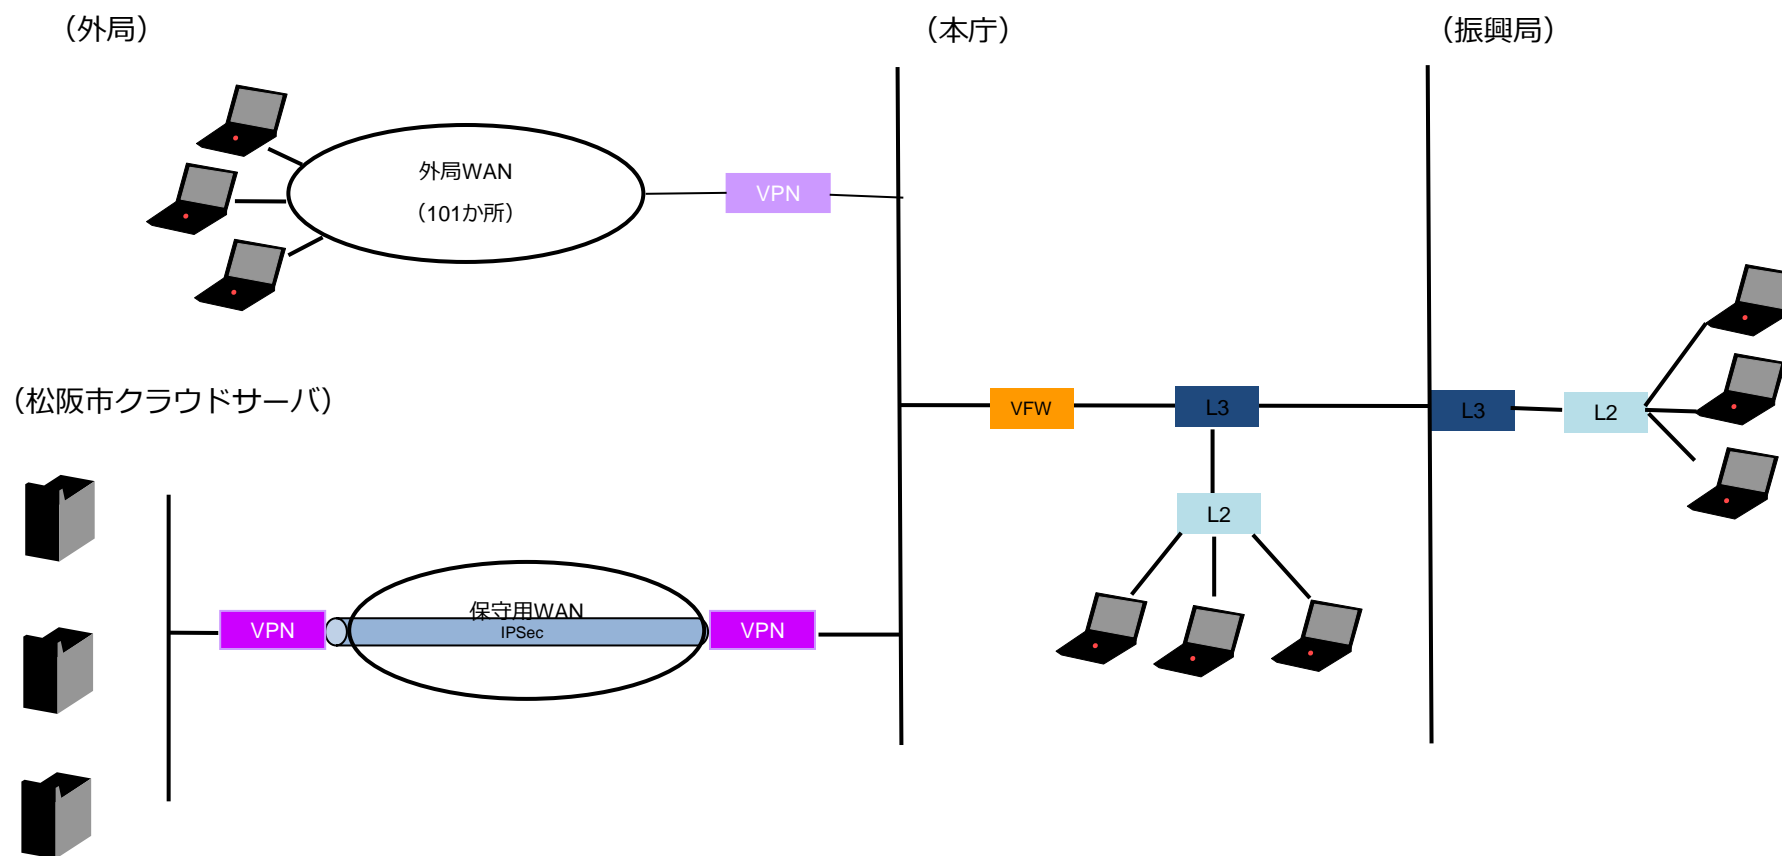 （外局）
（本庁）
（振興局）
外局WAN
（101か所）
VPN
（松阪市クラウドサーバ）
VFW
L3
L3
L2
L2
保守用WAN
IPSec
VPN
VPN